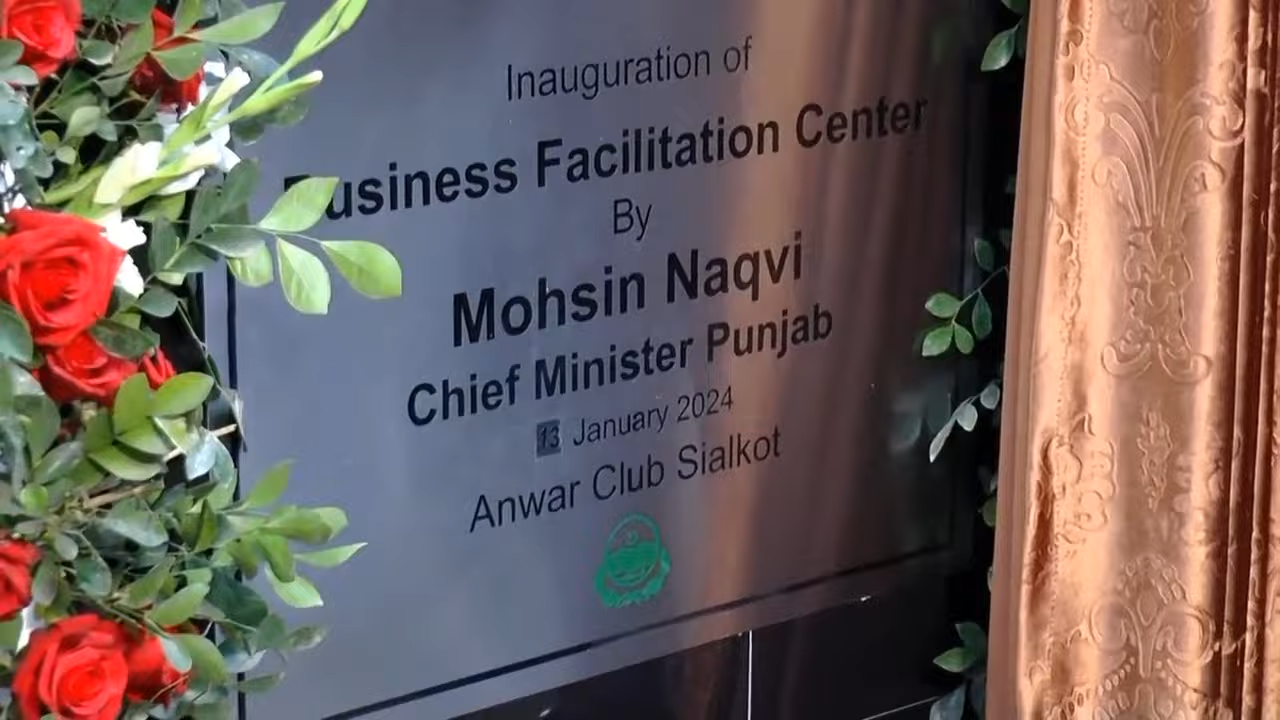 Inauguration of
Business Facilitation Center
By
Mohsin Naqvi
Chief Minister Punjab
13 January 2024
Anwar Club Sialkot